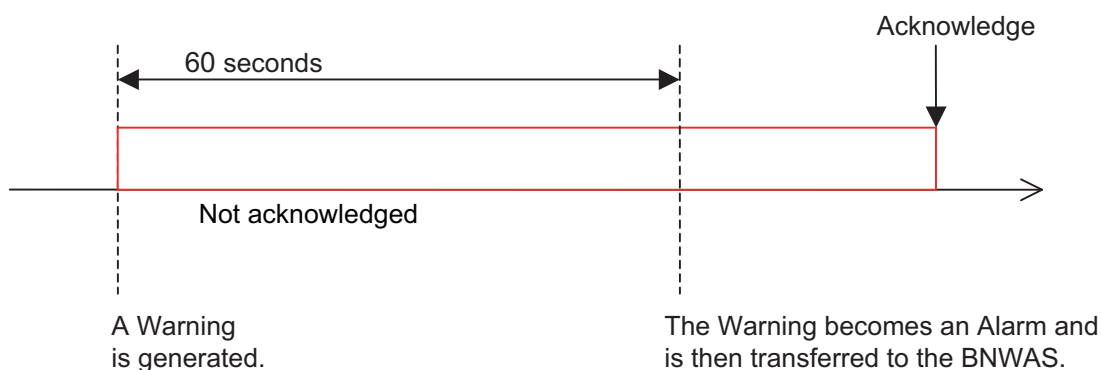 Acknowledge
60 seconds
Not acknowledged
A Warning
is generated.
The Warning becomes an Alarm and
is then transferred to the BNWAS.